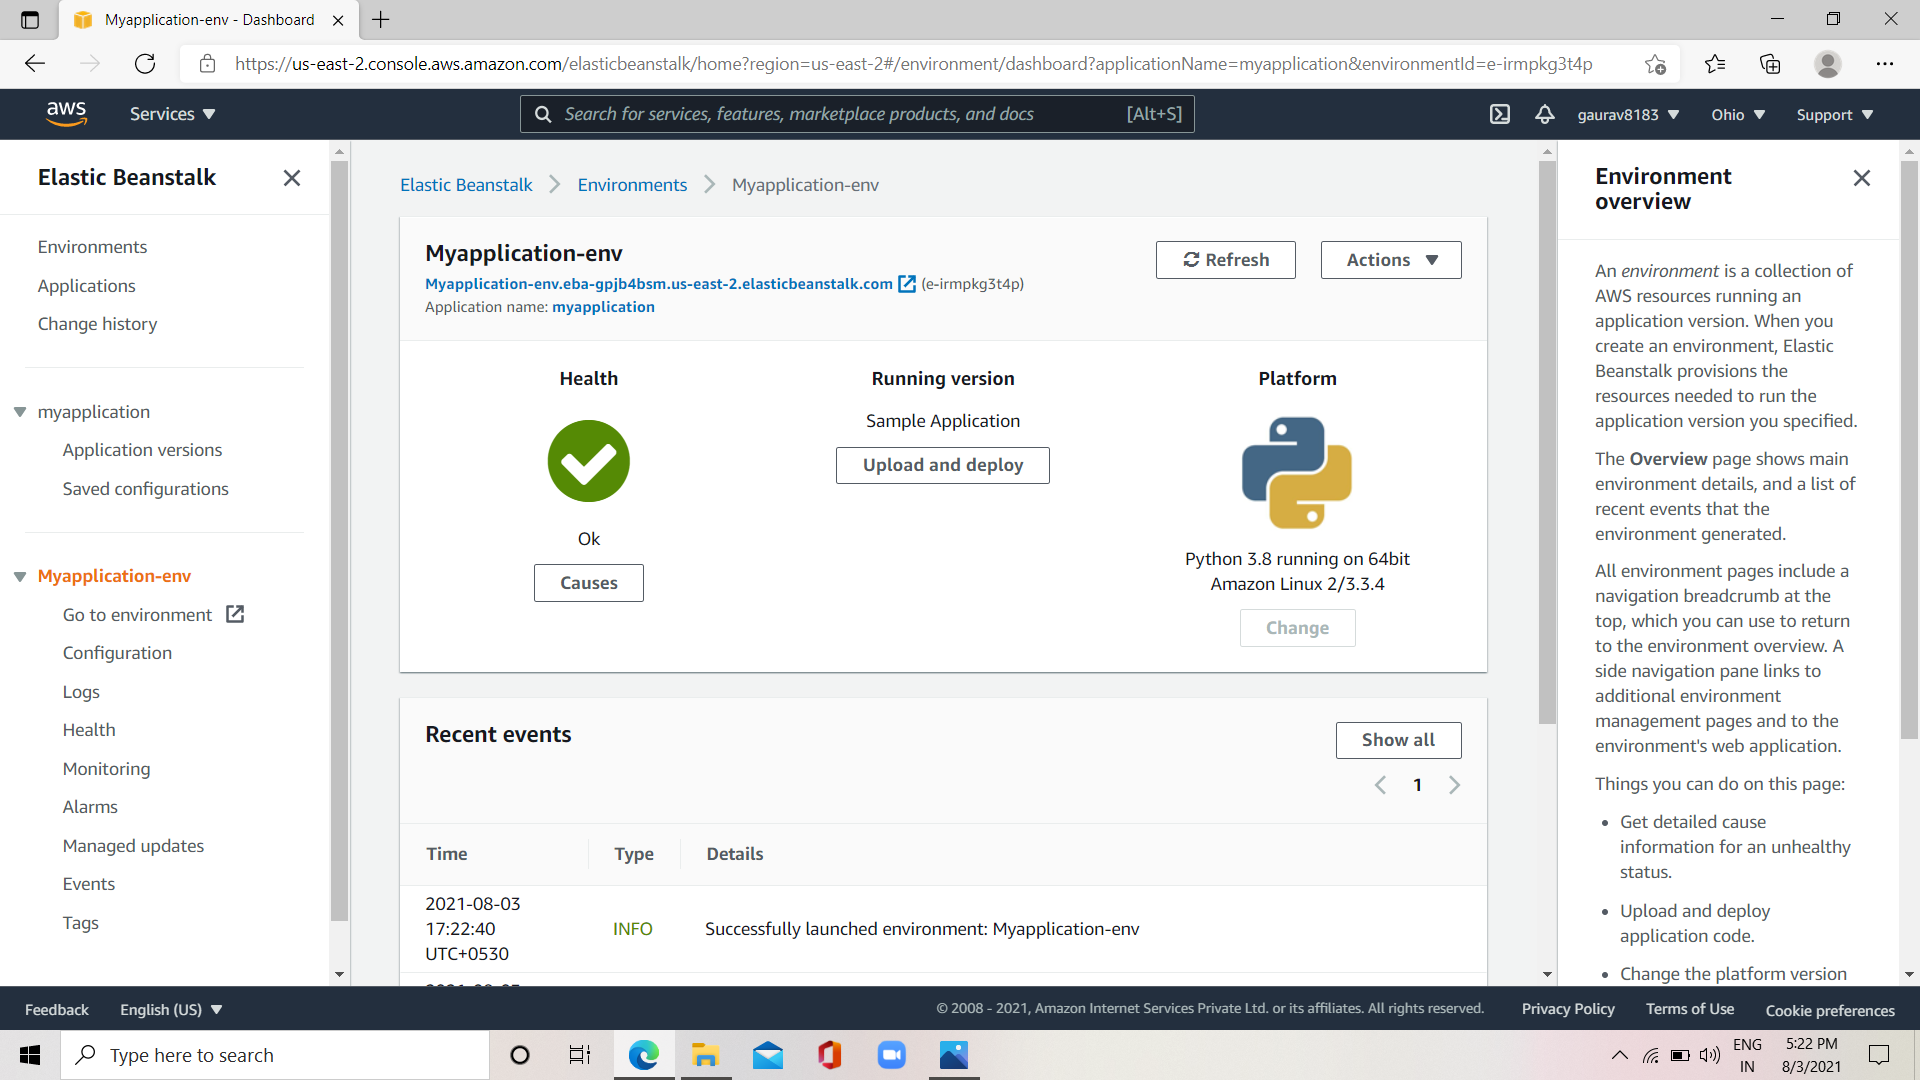 Myapplication-env - Dashboard
https://us-east-2.console.aws.amazon.com/elasticbeanstalk/home?region=us-east-2#/environment/dashboard?applicationName=myapplication&environmentId=e-irmpkg3t4p
aws
Services
Search for services, features, marketplace products, and docs [Alt+S]
gaurav8183
Ohio
Support
Elastic Beanstalk
Environments
Applications
Change history
myapplication
Application versions
Saved configurations
Myapplication-env
Go to environment
Configuration
Logs
Health
Monitoring
Alarms
Managed updates
Events
Tags
Elastic Beanstalk > Environments > Myapplication-env
Myapplication-env
Myapplication-env.eba-gpjb4bsm.us-east-2.elasticbeanstalk.com (e-irmpkg3t4p)
Application name: myapplication
Refresh
Actions
Health
Ok
Causes
Running version
Sample Application
Upload and deploy
Platform
Python 3.8 running on 64bit
Amazon Linux 2/3.3.4
Change
Recent events
Show all
1
Time Type Details
2021-08-03
17:22:40
UTC+0530
INFO
Successfully launched environment: Myapplication-env
Environment
overview
An environment is a collection of
AWS resources running an
application version. When you
create an environment, Elastic
Beanstalk provisions the
resources needed to run the
application version you specified.
The Overview page shows main
environment details, and a list of
recent events that the
environment generated.
All environment pages include a
navigation breadcrumb at the
top, which you can use to return
to the environment overview. A
side navigation pane links to
additional environment
management pages and to the
environment's web application.
Things you can do on this page:
• Get detailed cause
information for an unhealthy
status.
• Upload and deploy
application code.
• Change the platform version
Feedback
English (US)
© 2008 - 2021, Amazon Internet Services Private Ltd. or its affiliates. All rights reserved.
Privacy Policy
Terms of Use
Cookie preferences
Type here to search
ENG
IN
5:22 PM
8/3/2021